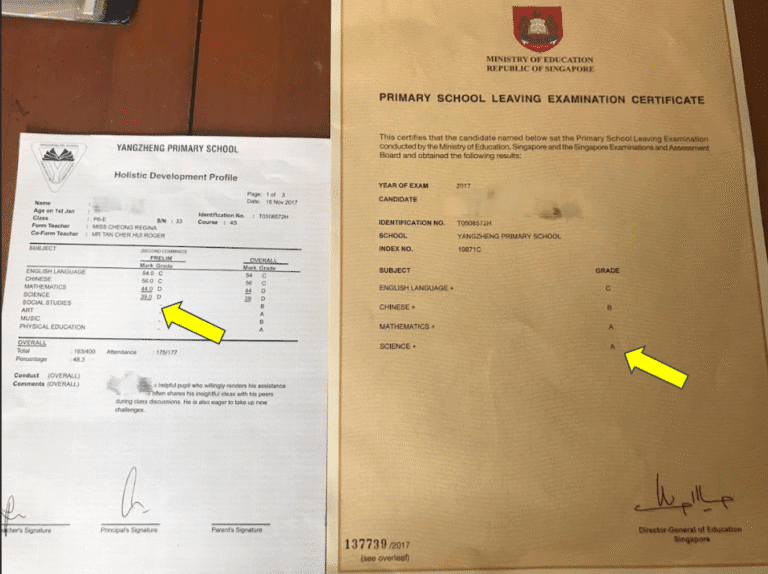 YANGZHENG PRIMARY SCHOOL
Holistic Development Profile
Page: 1 of 3
Date: 18 Nov 2017
Name :
Age on 1st Jan :
Class : P6-E S/N : 33 Identification No. : T0508572H
Form Teacher : MISS CHEONG REGINA Course : 4S
Co-Form Teacher : MR TAN CHER HUI ROGER
SUBJECT
PRELIM OVERALL
Mark Grade Mark Grade
ENGLISH LANGUAGE 54.0 C 54 C
CHINESE 56.0 C 56 C
MATHEMATICS 44.0 D 44 D
SCIENCE 39.0 D 39 D
SOCIAL STUDIES - B
ART A
MUSIC - B
PHYSICAL EDUCATION - A
OVERALL
Total : 193/400 Attendance : 175/177
Percentage : 48.3
Conduct (OVERALL) :
Comments (OVERALL) : a helpful pupil who willingly renders his assistance
often shares his insightful ideas with his peers
during class discussions. He is also eager to take up new
challenges.
Signature Principal's Signature Parent's Signature
MINISTRY OF EDUCATION
REPUBLIC OF SINGAPORE
PRIMARY SCHOOL LEAVING EXAMINATION CERTIFICATE
This certifies that the candidate named below sat the Primary School Leaving Examination
conducted by the Ministry of Education, Singapore and the Singapore Examinations and Assessment
Board and obtained the following results:
YEAR OF EXAM 2017
CANDIDATE
IDENTIFICATION NO. T0508572H
SCHOOL YANGZHENG PRIMARY SCHOOL
INDEX NO. 10871C
SUBJECT GRADE
ENGLISH LANGUAGE + C
CHINESE + B
MATHEMATICS + A
SCIENCE + A
Director-General of Education
Singapore
137739/2017
(see overleaf)